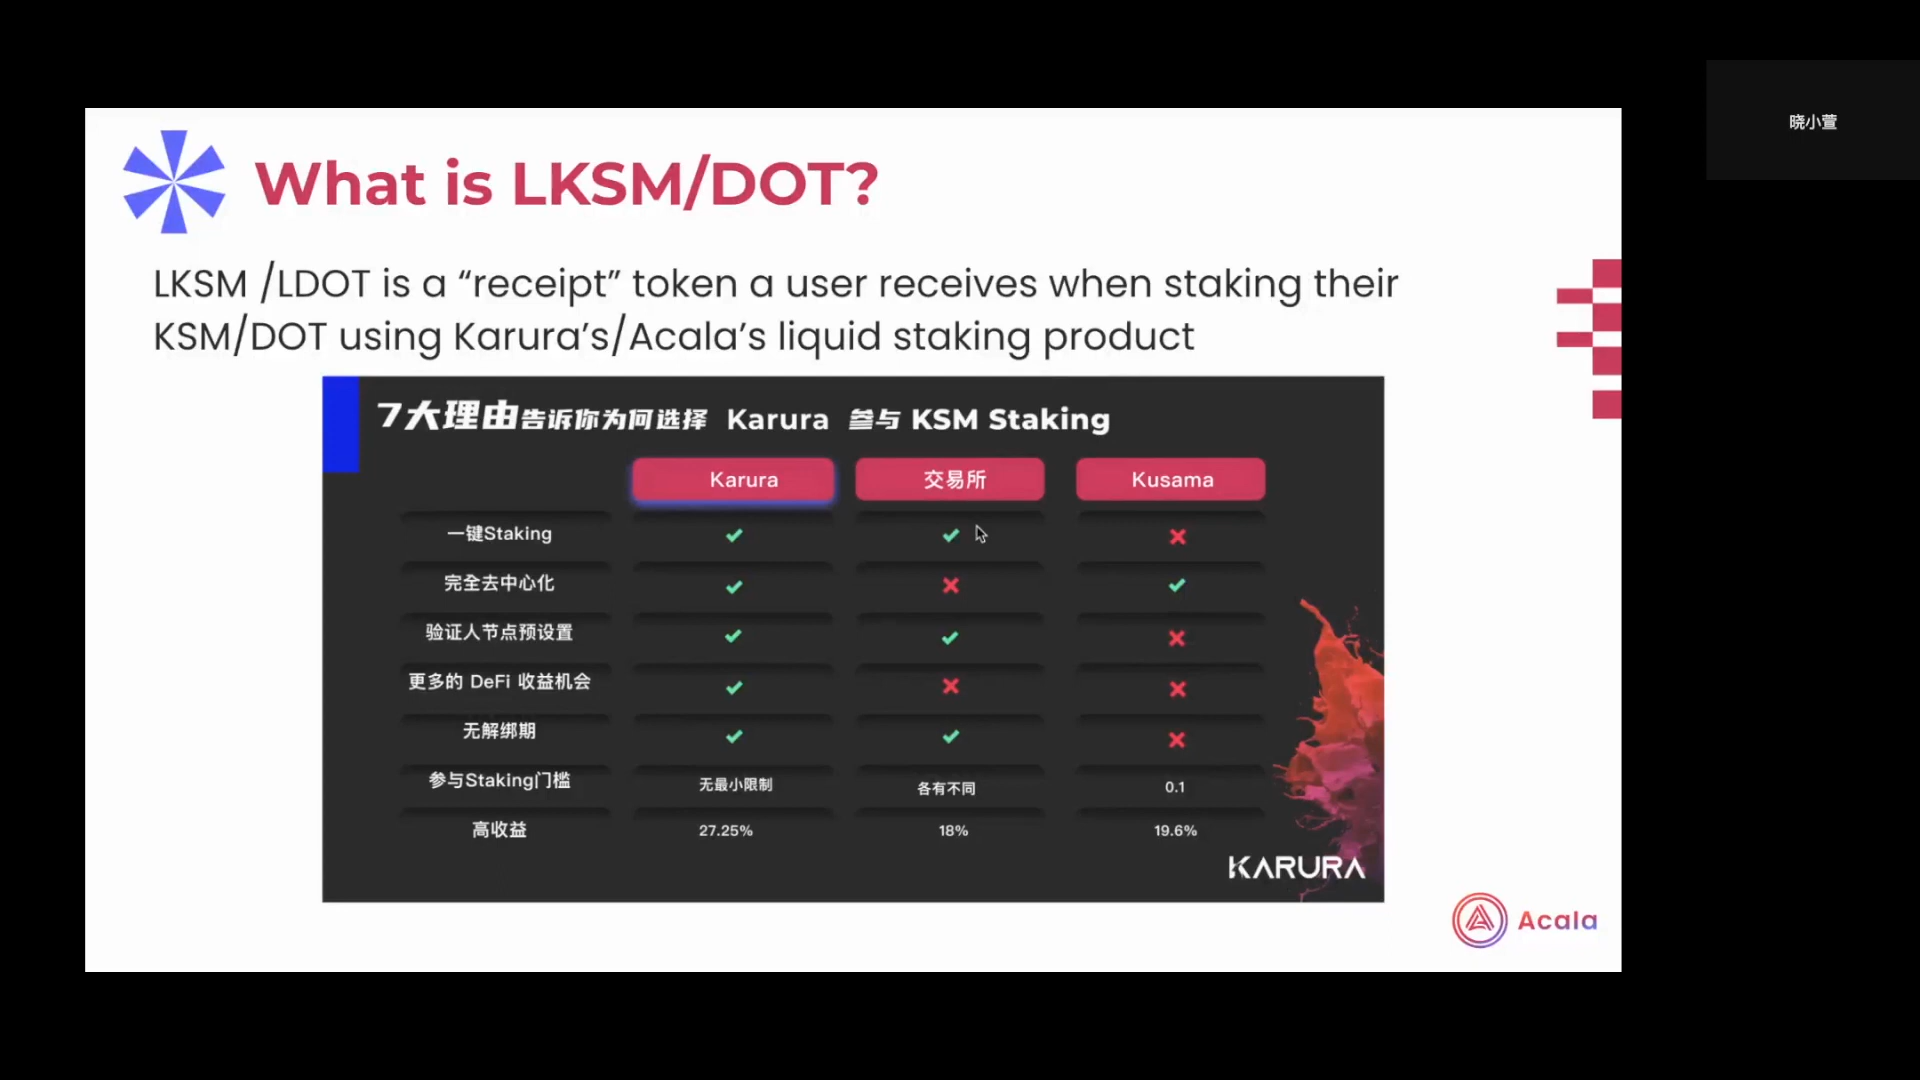 What is LKSM/DOT?
LKSM /LDOT is a “receipt” token a user receives when staking their
KSM/DOT using Karura’s/Acala’s liquid staking product
7大理由告诉你为何选择 Karura 参与 KSM Staking
Karura 交易所 Kusama
一键Staking
完全去中心化
验证人节点预设置
更多的 DeFi 收益机会
无解绑期
参与Staking门槛 无最小限制 各有不同 0.1
高收益 27.25% 18% 19.6%
KARURA
Acala
晓小萱